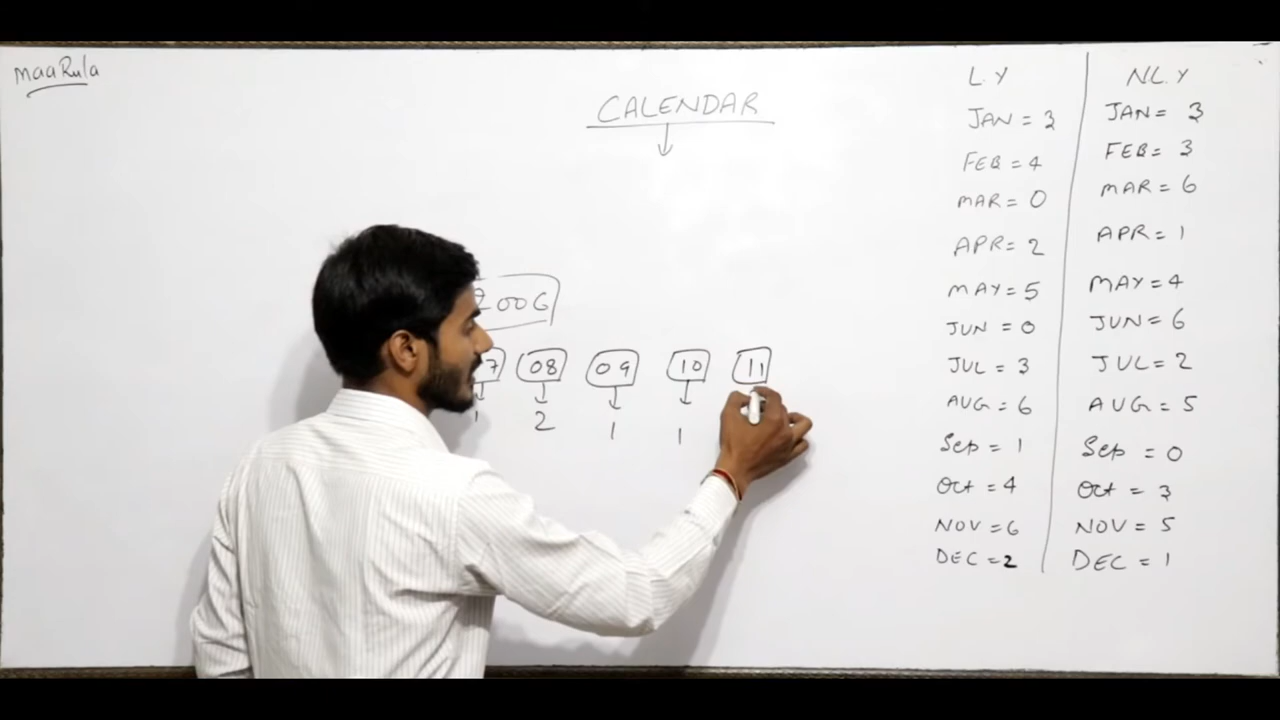 MaaRula
CALENDAR
2006
7 08 09 10 11
1 2 1 1
L.Y
JAN = 3
FEB = 4
MAR = 0
APR = 2
MAY = 5
JUN = 0
JUL = 3
AUG = 6
Sep = 1
Oct = 4
NOV = 6
DEC = 2
NL.Y
JAN = 3
FEB = 3
MAR = 6
APR = 1
MAY = 4
JUN = 6
JUL = 2
AUG = 5
Sep = 0
Oct = 3
NOV = 5
DEC = 1